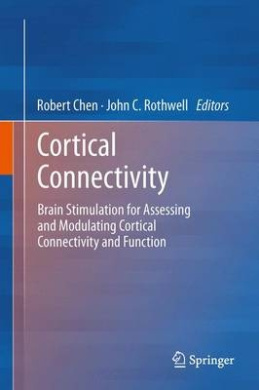 Robert Chen · John C. Rothwell Editors
Cortical
Connectivity
Brain Stimulation for Assessing
and Modulating Cortical
Connectivity and Function
Springer